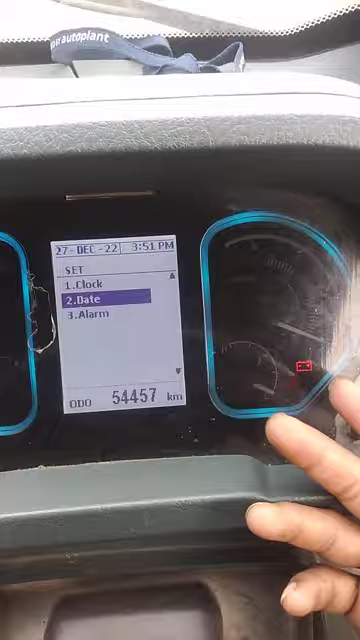 autoplant
27-DEC-22 3:51 PM
SET
1.Clock
2.Date
3.Alarm
ODO 54457 km